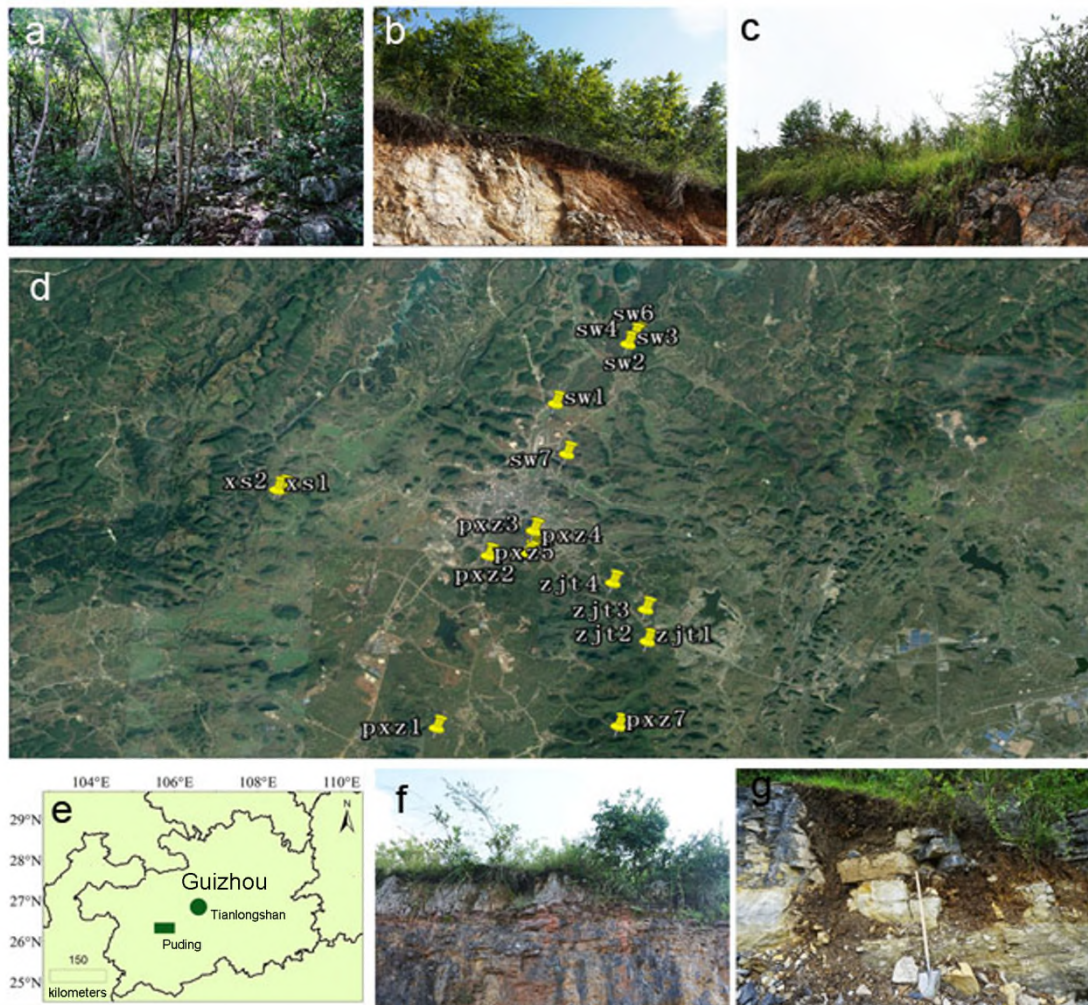 a
b
c
d
sw6
sw4
sw3
sw2
sw1
sw7
xs2
xs1
pxz3
pxz4
pxz5
pxz2
zjt4
zjt3
zjt2
zjt1
pxz1
pxz7
104°E
106°E
108°E
110°E
e
N
29°N
28°N
27°N
26°N
25°N
Guizhou
Tianlongshan
Puding
150
kilometers
f
g